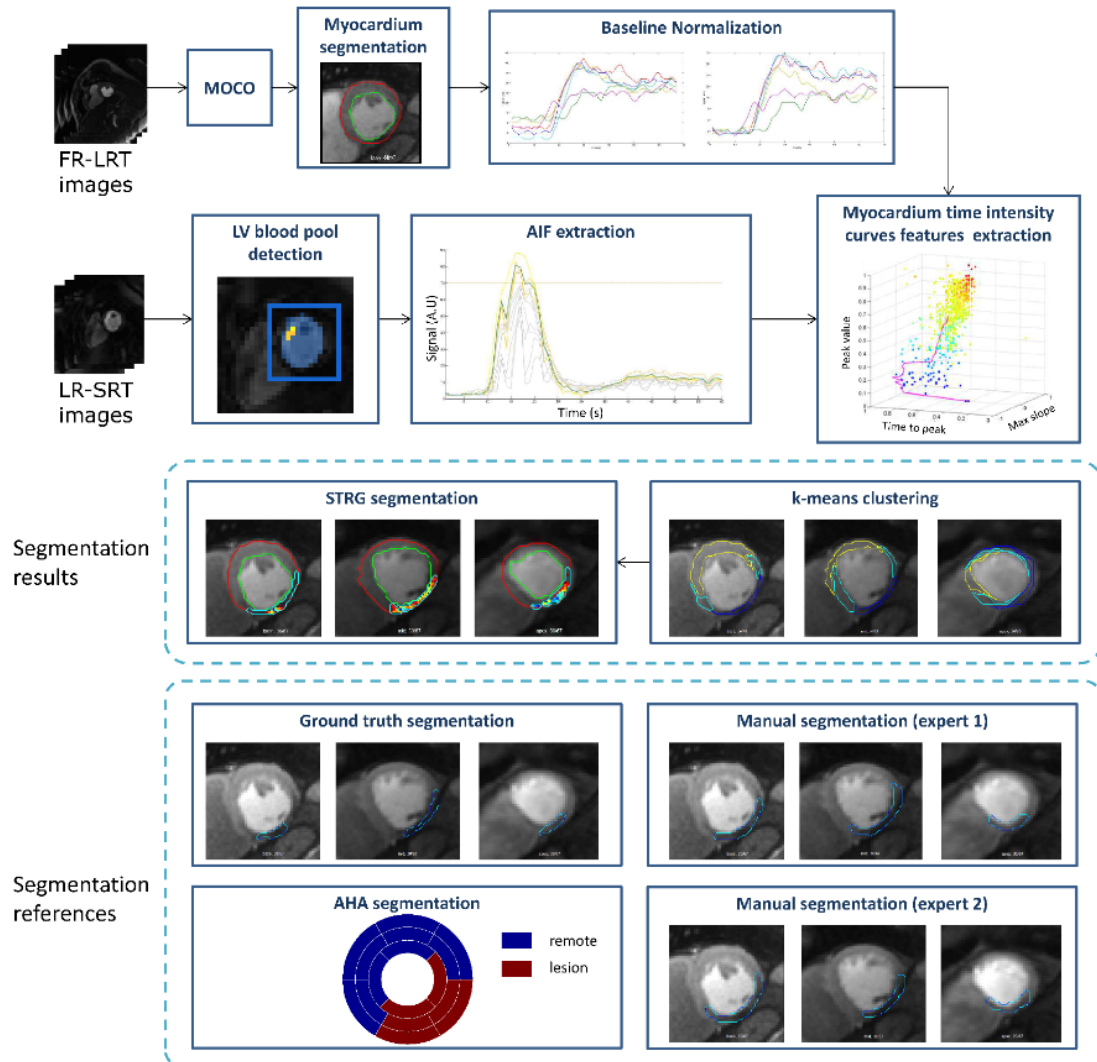 Myocardium
segmentation
Baseline Normalization
MOCO
FR-LRT
images
LV blood pool
detection
AIF extraction
Signal (A.U)
Time (s)
Myocardium time intensity
curves features extraction
Peak value
Time to peak
Max slope
LR-SRT
images
Segmentation
results
STRG segmentation
k-means clustering
Segmentation
references
Ground truth segmentation
Manual segmentation (expert 1)
AHA segmentation
remote
lesion
Manual segmentation (expert 2)